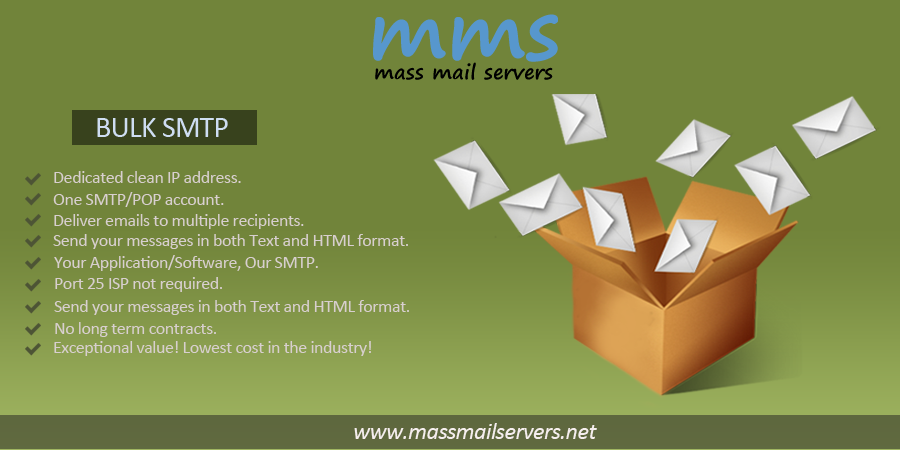 mms
mass mail servers
BULK SMTP
Dedicated clean IP address.
One SMTP/POP account.
Deliver emails to multiple recipients.
Send your messages in both Text and HTML format.
Your Application/Software, Our SMTP.
Port 25 ISP not required.
Send your messages in both Text and HTML format.
No long term contracts.
Exceptional value! Lowest cost in the industry!
www.massmailservers.net